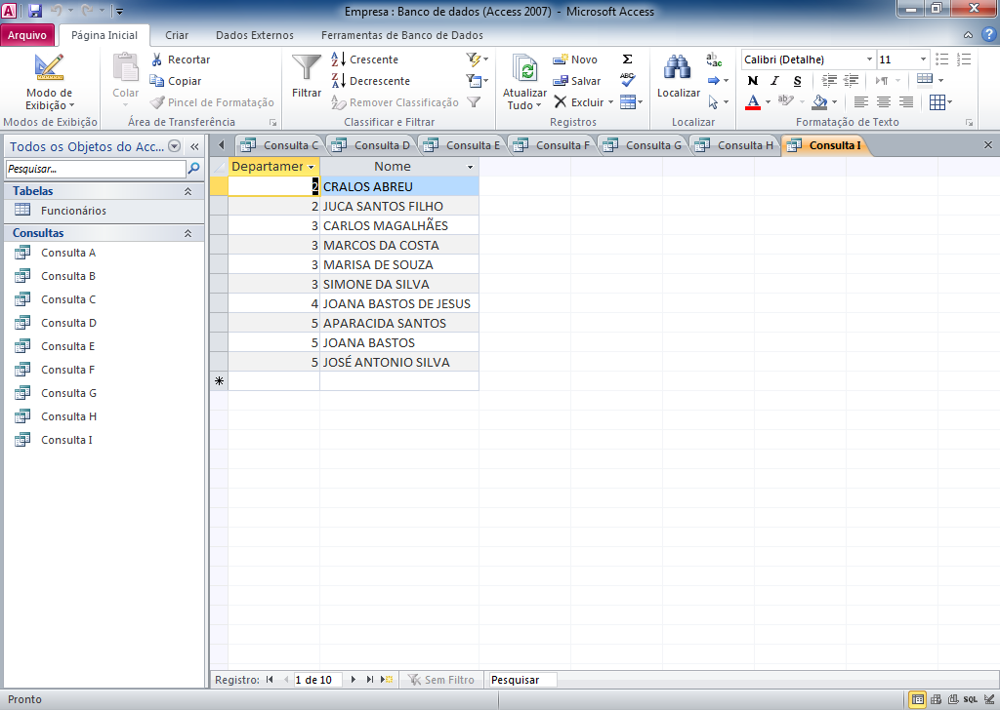 Empresa : Banco de dados (Access 2007) - Microsoft Access
Arquivo Página Inicial Criar Dados Externos Ferramentas de Banco de Dados
Modo de Exibição
Modos de Exibição
Colar
Recortar
Copiar
Pincel de Formatação
Área de Transferência
Filtrar
Crescente
Decrescente
Remover Classificação
Classificar e Filtrar
Atualizar Tudo
Novo
Salvar
Excluir
Σ
ABC
Registros
Localizar
ab
ac
Localizar
Calibri (Detalhe) 11
N I S
A ab
Formatação de Texto
Todos os Objetos do Acc... «
Pesquisar...
Tabelas
Funcionários
Consultas
Consulta A
Consulta B
Consulta C
Consulta D
Consulta E
Consulta F
Consulta G
Consulta H
Consulta I
Consulta C Consulta D Consulta E Consulta F Consulta G Consulta H Consulta I
Departamer Nome
2 CRALOS ABREU
2 JUCA SANTOS FILHO
3 CARLOS MAGALHÃES
3 MARCOS DA COSTA
3 MARISA DE SOUZA
3 SIMONE DA SILVA
4 JOANA BASTOS DE JESUS
5 APARACIDA SANTOS
5 JOANA BASTOS
5 JOSÉ ANTONIO SILVA
Registro: 1 de 10 Sem Filtro Pesquisar
Pronto SQL